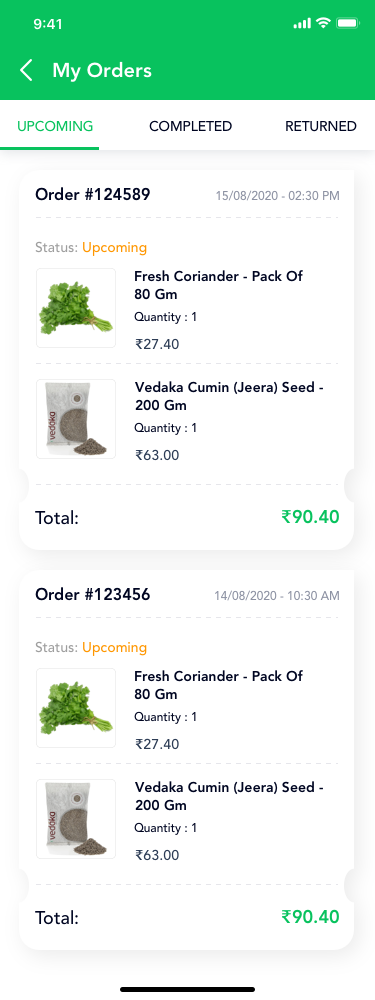 9:41
My Orders
UPCOMING COMPLETED RETURNED
Order #124589 15/08/2020 - 02:30 PM
Status: Upcoming
Fresh Coriander - Pack Of
80 Gm
Quantity : 1
₹27.40
vedaka
Vedaka Cumin (Jeera) Seed -
200 Gm
Quantity : 1
₹63.00
Total: ₹90.40
Order #123456 14/08/2020 - 10:30 AM
Status: Upcoming
Fresh Coriander - Pack Of
80 Gm
Quantity : 1
₹27.40
vedaka
Vedaka Cumin (Jeera) Seed -
200 Gm
Quantity : 1
₹63.00
Total: ₹90.40